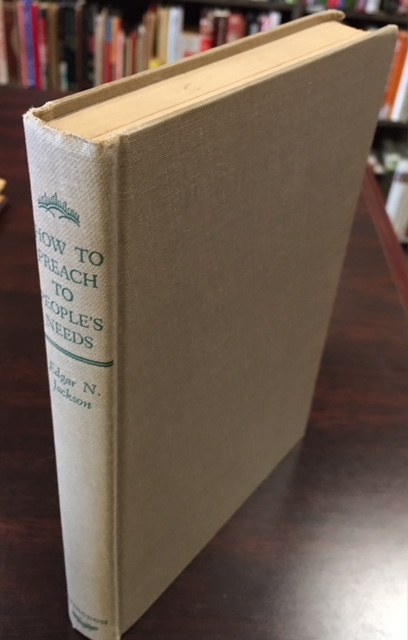 HOW TO
PREACH
TO
PEOPLE'S
NEEDS
Edgar N.
Jackson